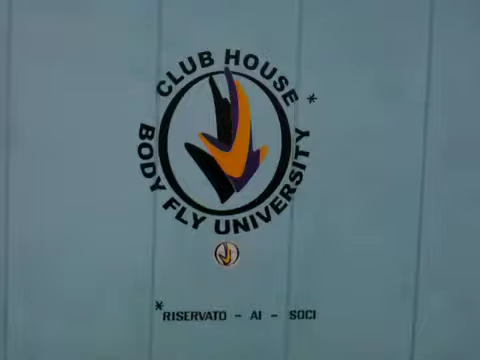 CLUB HOUSE *
BODY FLY UNIVERSITY
* RISERVATO - AI - SOCI